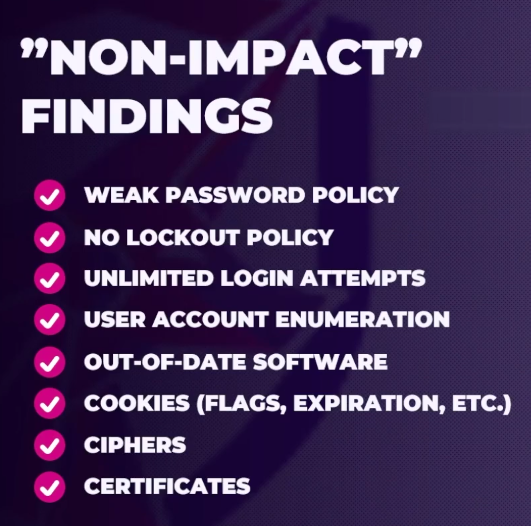 ”NON-IMPACT”
FINDINGS
WEAK PASSWORD POLICY
NO LOCKOUT POLICY
UNLIMITED LOGIN ATTEMPTS
USER ACCOUNT ENUMERATION
OUT-OF-DATE SOFTWARE
COOKIES (FLAGS, EXPIRATION, ETC.)
CIPHERS
CERTIFICATES